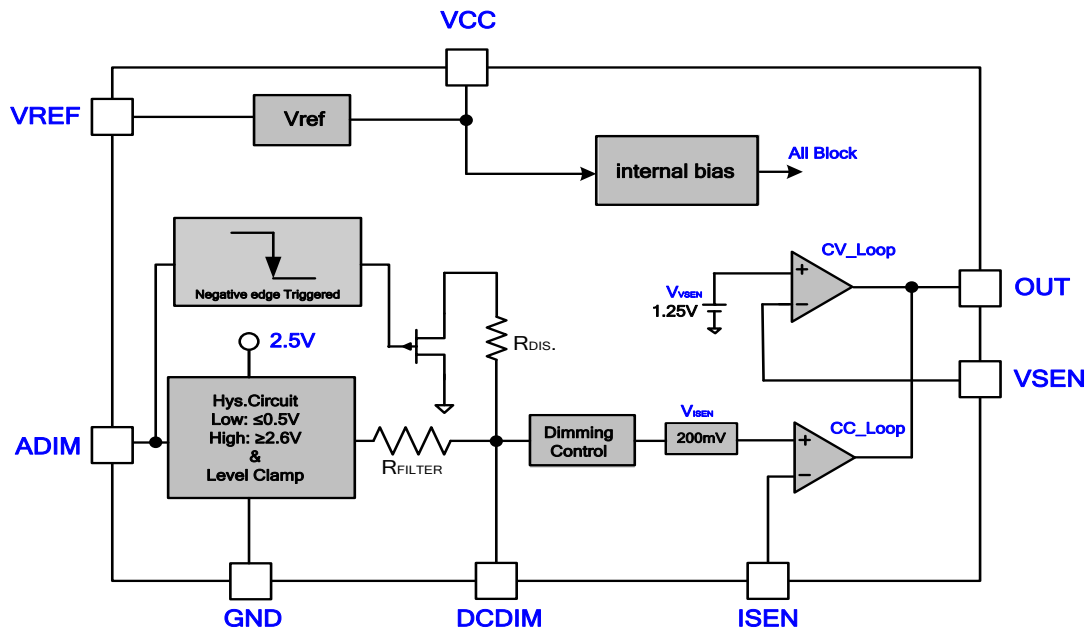 VCC
VREF
Vref
internal bias
All Block
Negative edge Triggered
CV_Loop
VVSEN
1.25V
+
−
OUT
2.5V
RDIS.
VSEN
Hys.Circuit
Low: ≤0.5V
High: ≥2.6V
&
Level Clamp
ADIM
RFILTER
Dimming
Control
VISEN
200mV
CC_Loop
+
−
GND
DCDIM
ISEN